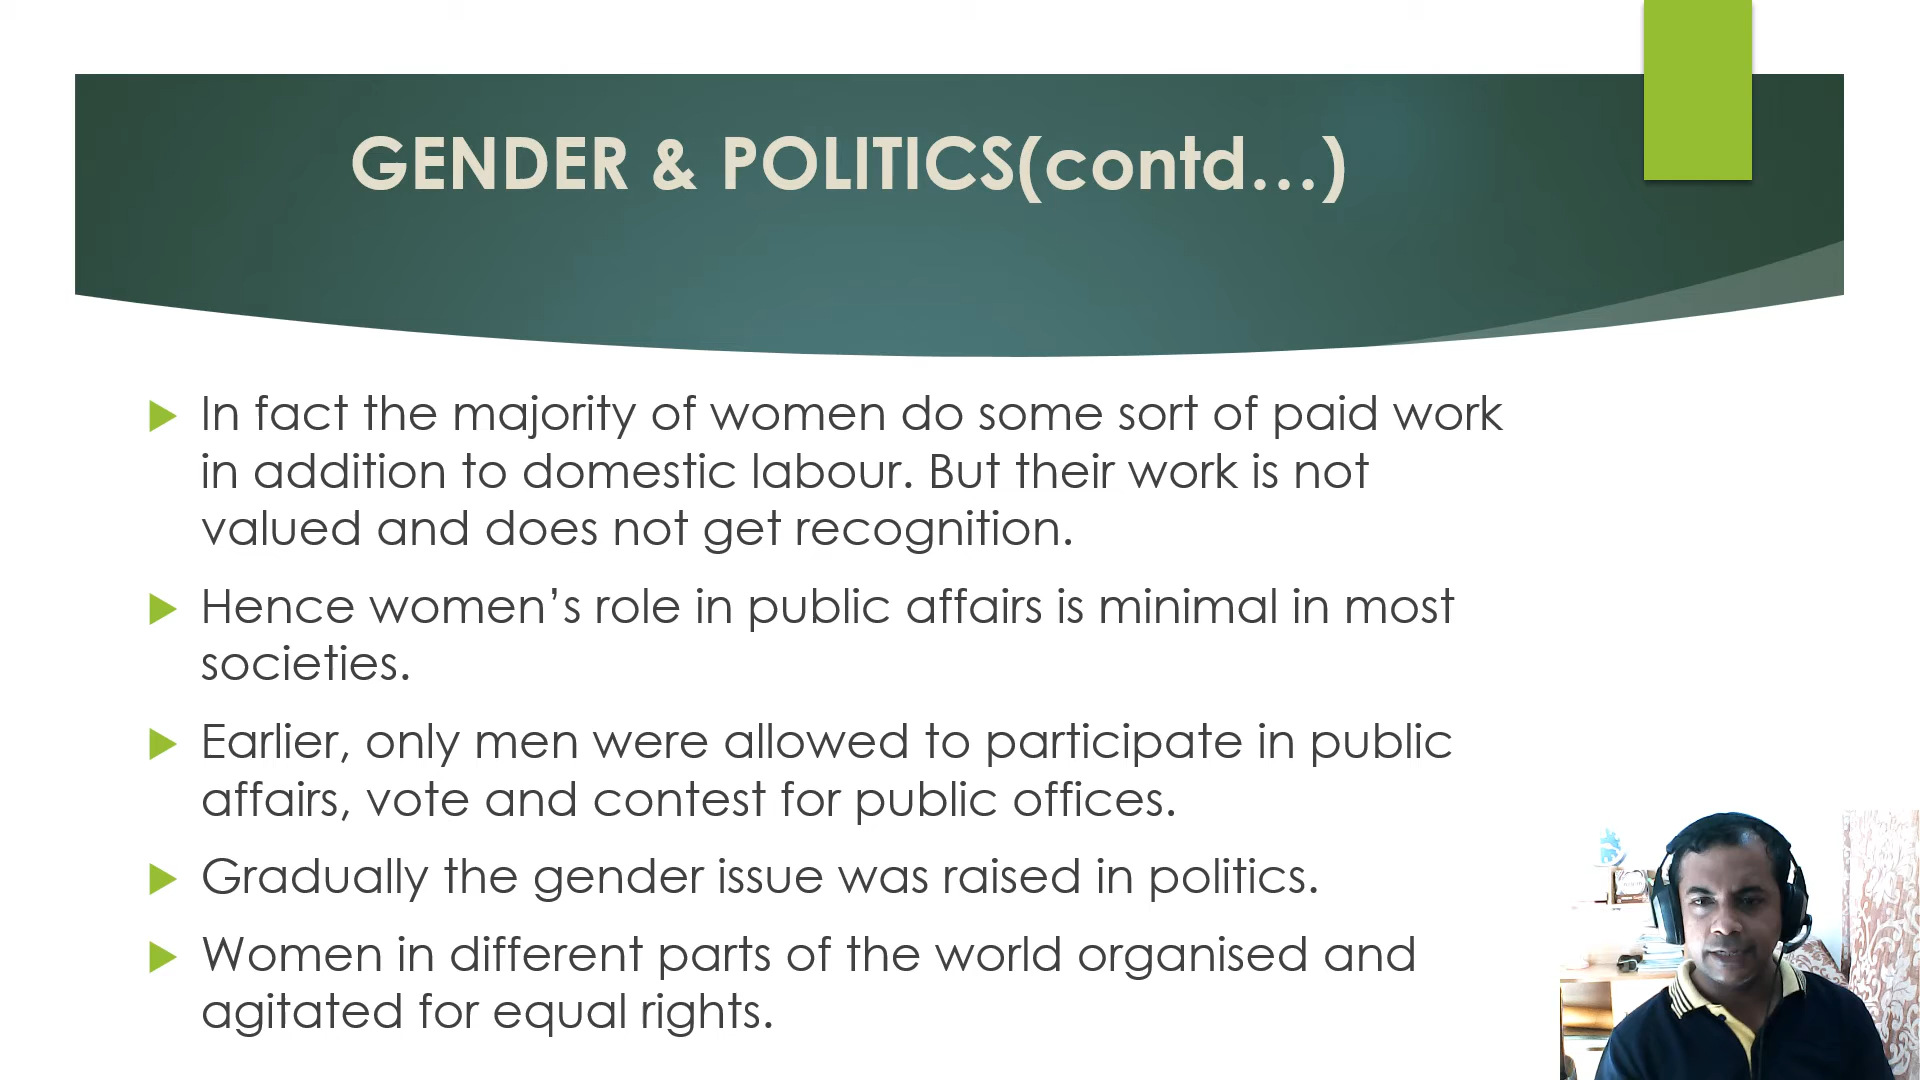 GENDER & POLITICS(contd...)
In fact the majority of women do some sort of paid work
in addition to domestic labour. But their work is not
valued and does not get recognition.
Hence women’s role in public affairs is minimal in most
societies.
Earlier, only men were allowed to participate in public
affairs, vote and contest for public offices.
Gradually the gender issue was raised in politics.
Women in different parts of the world organised and
agitated for equal rights.